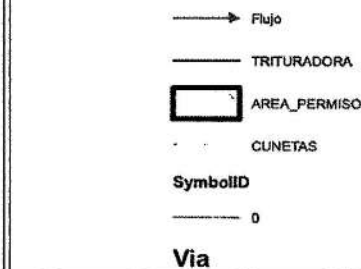 Flujo
TRITURADORA
AREA_PERMISO
CUNETAS
SymbolID
0
Via